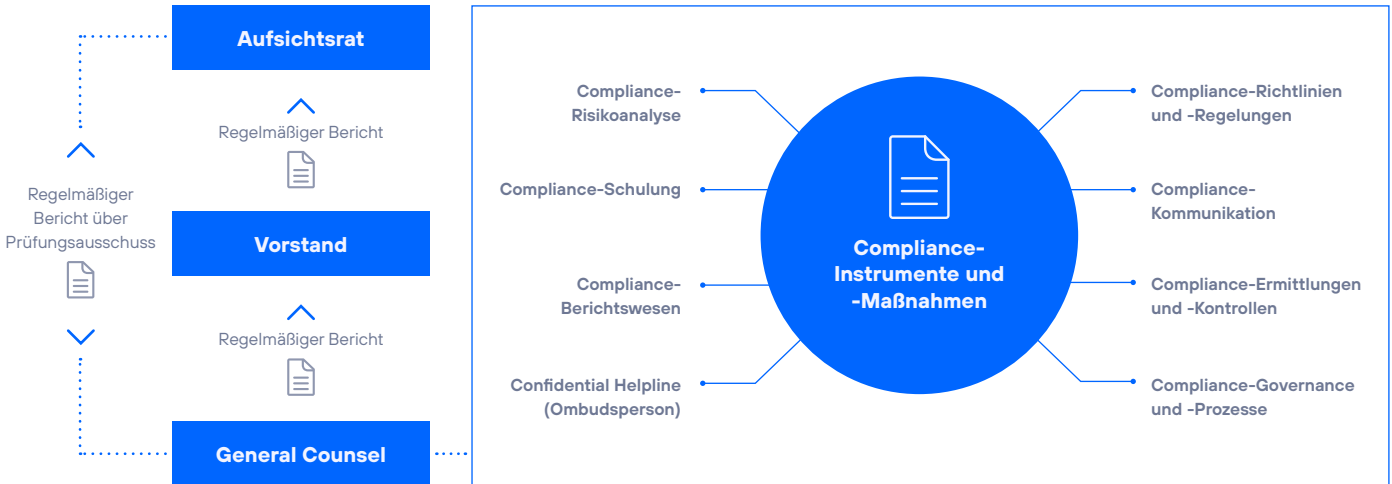 Aufsichtsrat
Regelmäßiger Bericht
Regelmäßiger
Bericht über
Prüfungsausschuss
Vorstand
Regelmäßiger Bericht
General Counsel
Compliance-
Risikoanalyse
Compliance-Schulung
Compliance-
Berichtswesen
Confidential Helpline
(Ombudsperson)
Compliance-
Instrumente und
-Maßnahmen
Compliance-Richtlinien
und -Regelungen
Compliance-
Kommunikation
Compliance-Ermittlungen
und -Kontrollen
Compliance-Governance
und -Prozesse